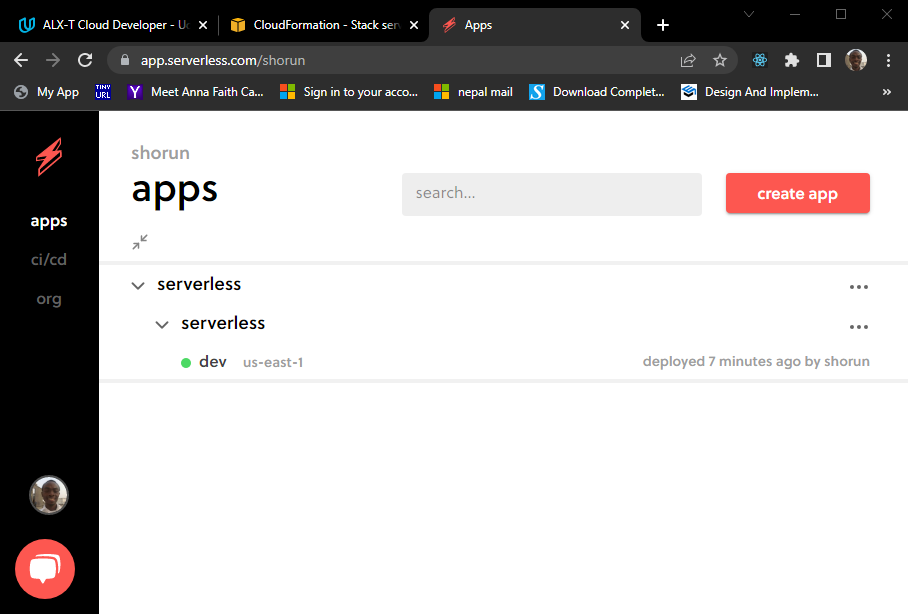 ALX-T Cloud Developer - Uc
CloudFormation - Stack serv
Apps
app.serverless.com/shorun
My App
TINY URL
Meet Anna Faith Ca...
Sign in to your acco...
nepal mail
Download Complet...
Design And Implem...
»
shorun
apps
search...
create app
apps
ci/cd
org
serverless
serverless
dev us-east-1 deployed 7 minutes ago by shorun